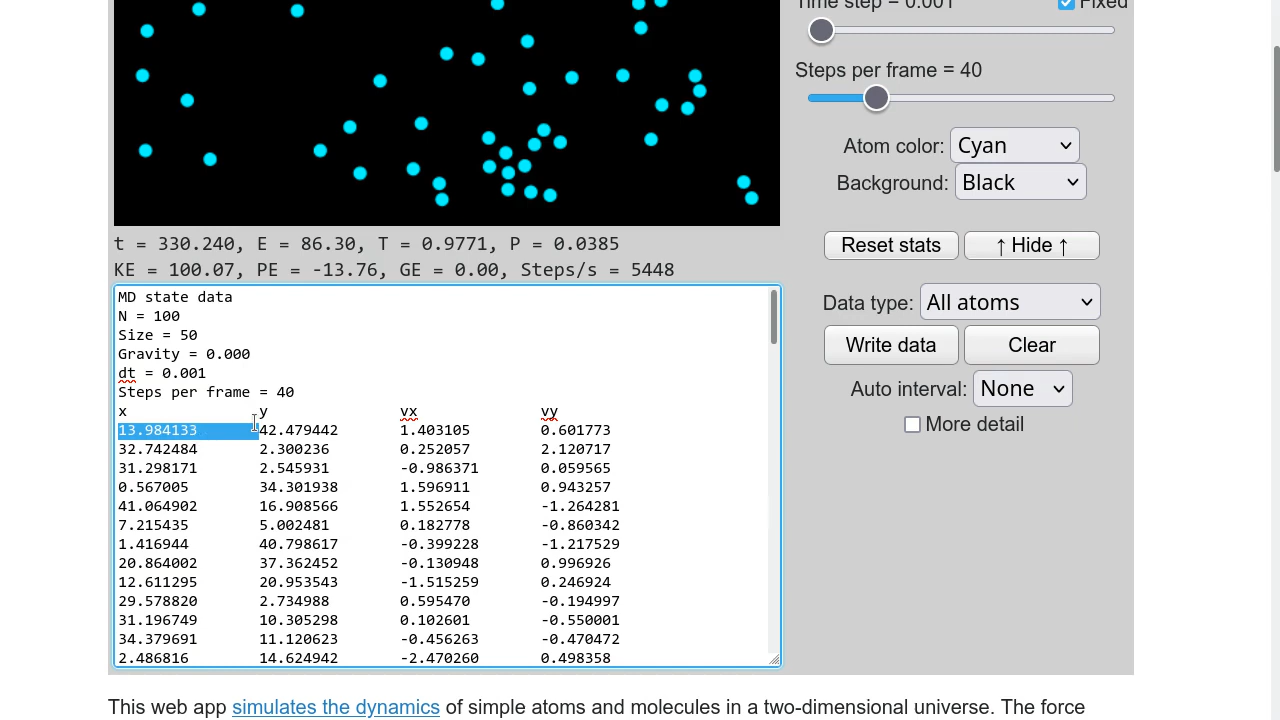 Time step = 0.001 Fixed
Steps per frame = 40
Atom color: Cyan
Background: Black
t = 330.240, E = 86.30, T = 0.9771, P = 0.0385
KE = 100.07, PE = -13.76, GE = 0.00, Steps/s = 5448
Reset stats ↑ Hide ↑
Data type: All atoms
Write data Clear
Auto interval: None
More detail
MD state data
N = 100
Size = 50
Gravity = 0.000
dt = 0.001
Steps per frame = 40
x y vx vy
13.984133 42.479442 1.403105 0.601773
32.742484 2.300236 0.252057 2.120717
31.298171 2.545931 -0.986371 0.059565
0.567005 34.301938 1.596911 0.943257
41.064902 16.908566 1.552654 -1.264281
7.215435 5.002481 0.182778 -0.860342
1.416944 40.798617 -0.399228 -1.217529
20.864002 37.362452 -0.130948 0.996926
12.611295 20.953543 -1.515259 0.246924
29.578820 2.734988 0.595470 -0.194997
31.196749 10.305298 0.102601 -0.550001
34.379691 11.120623 -0.456263 -0.470472
2.486816 14.624942 -2.470260 0.498358
This web app simulates the dynamics of simple atoms and molecules in a two-dimensional universe. The force